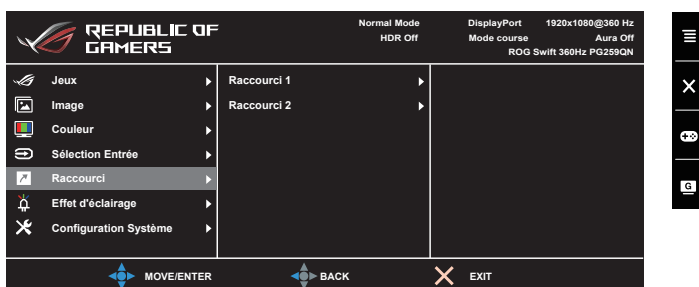 REPUBLIC OF
GAMERS
Normal Mode DisplayPort 1920x1080@360 Hz
HDR Off Mode course Aura Off
ROG Swift 360Hz PG259QN
Jeux
Raccourci 1
Image
Raccourci 2
Couleur
Sélection Entrée
Raccourci
Effet d'éclairage
Configuration Système
MOVE/ENTER BACK EXIT
G